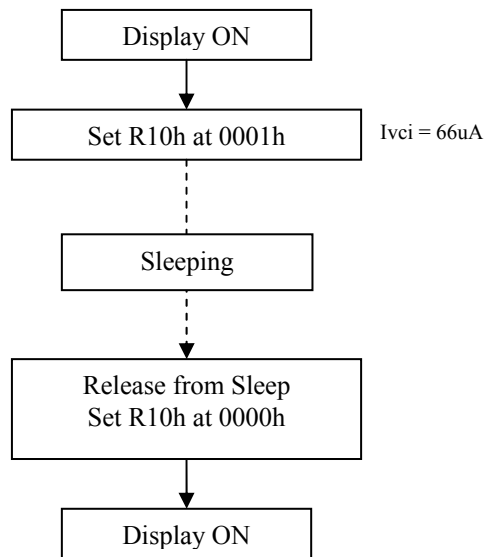 Display ON
Set R10h at 0001h
Ivci = 66uA
Sleeping
Release from Sleep
Set R10h at 0000h
Display ON